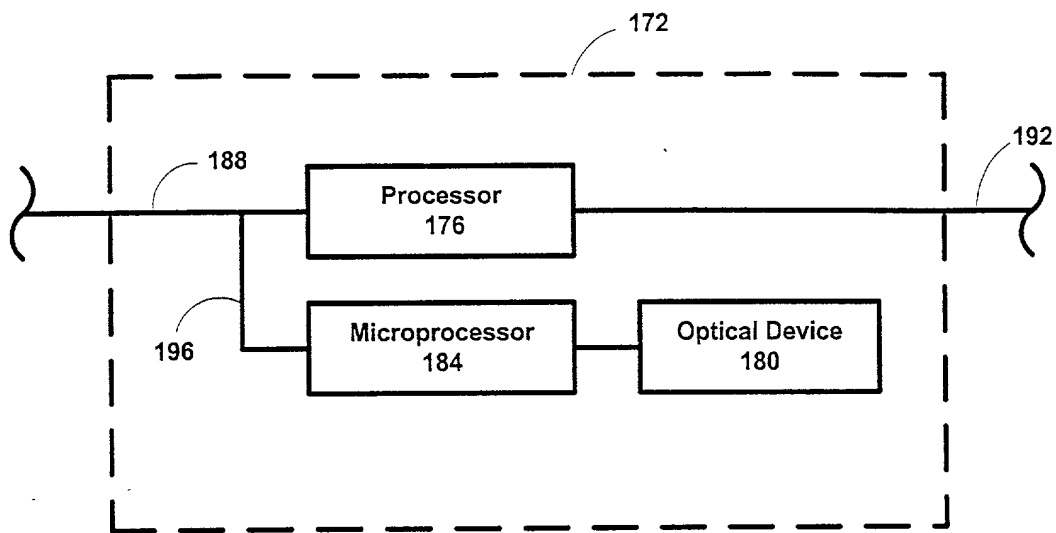 172
188
192
Processor
176
196
Microprocessor
184
Optical Device
180